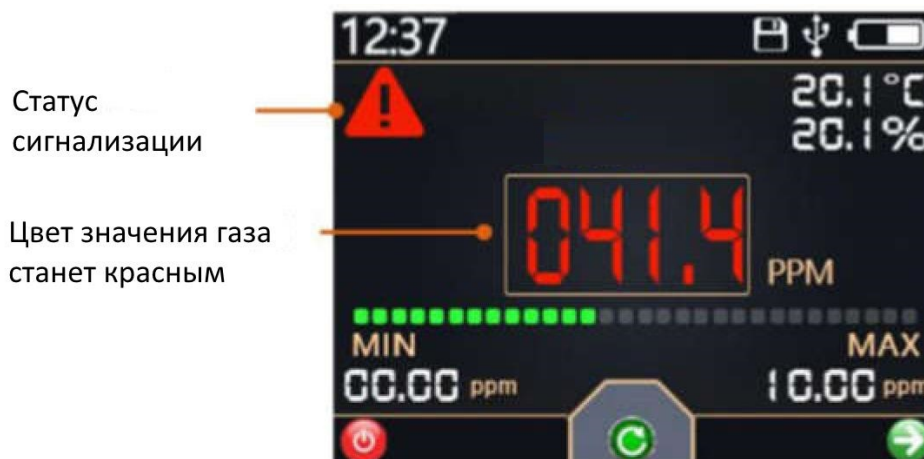 12:37
20.1°C
20.1%
Статус
сигнализации
Цвет значения газа
станет красным
041.4
PPM
MIN
MAX
00.00 ppm
10.00 ppm